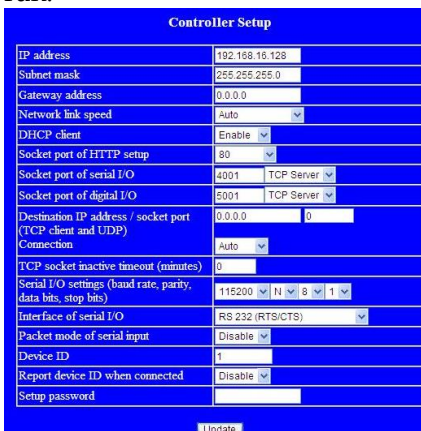 Controller Setup
IP address 192.168.16.128
Subnet mask 255.255.255.0
Gateway address 0.0.0.0
Network link speed Auto
DHCP client Enable
Socket port of HTTP setup 80
Socket port of serial I/O 4001 TCP Server
Socket port of digital I/O 5001 TCP Server
Destination IP address / socket port 0.0.0.0 0
(TCP client and UDP)
Connection Auto
TCP socket inactive timeout (minutes) 0
Serial I/O settings (baud rate, parity,
data bits, stop bits) 115200 N 8 1
Interface of serial I/O RS 232 (RTS/CTS)
Packet mode of serial input Disable
Device ID 1
Report device ID when connected Disable
Setup password
Update